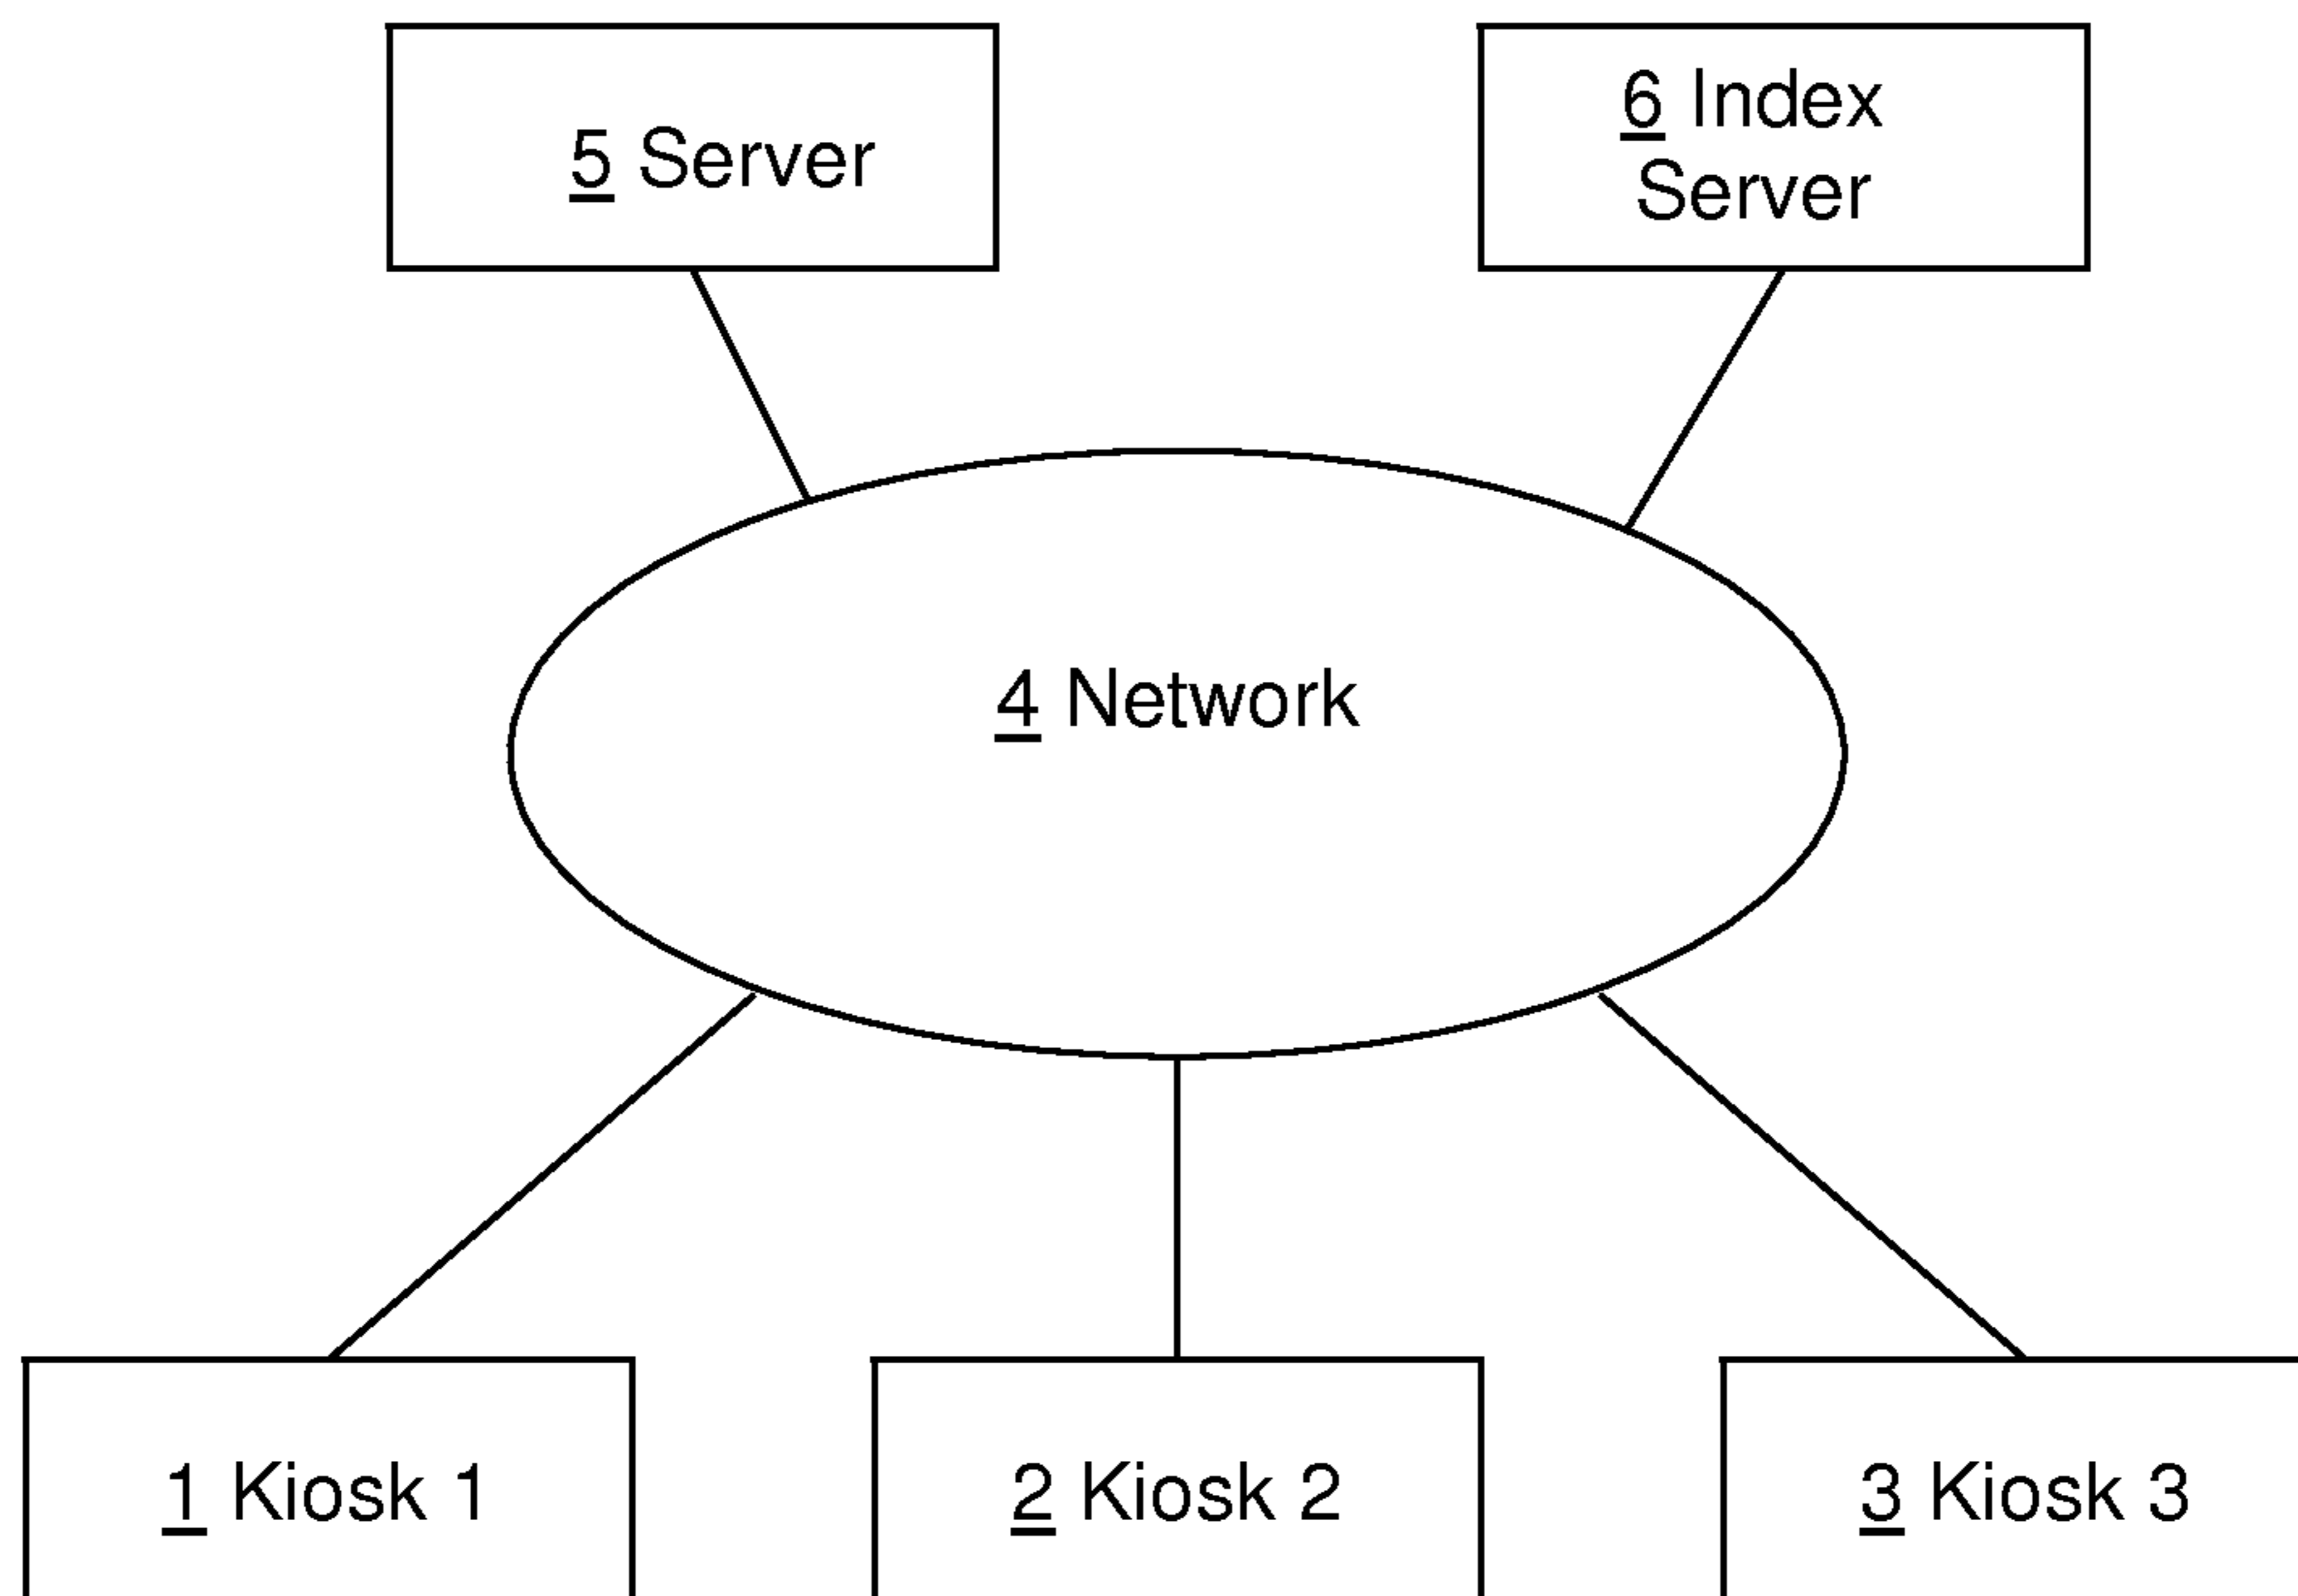 5 Server
6 Index
Server
4 Network
1 Kiosk 1
2 Kiosk 2
3 Kiosk 3